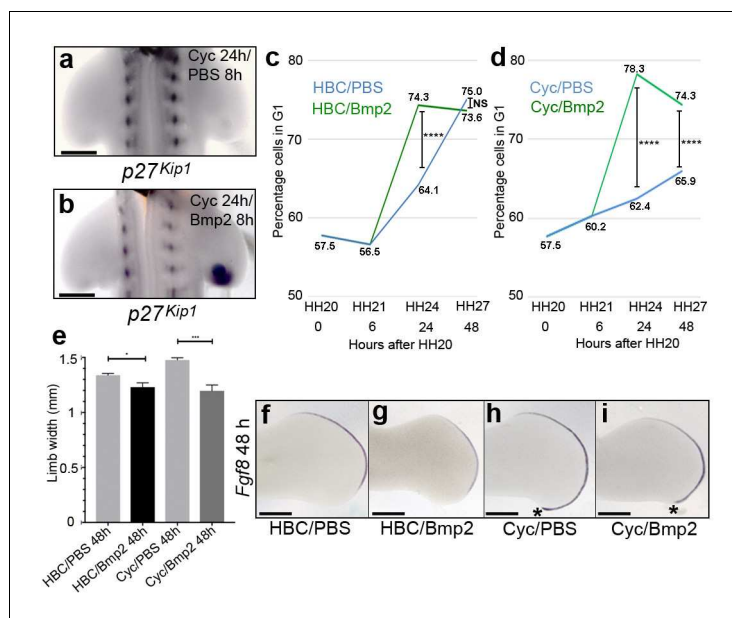 a
Cyc 24h/
PBS 8h
p27Kip1
b
Cyc 24h/
Bmp2 8h
p27Kip1
c
Percentage cells in G1
80
70
60
50
HBC/PBS
HBC/Bmp2
57.5
56.5
74.3
64.1
****
75.0
NS
73.6
HH20 HH21 HH24 HH27
0 6 24 48
Hours after HH20
d
Percentage cells in G1
80
70
60
50
Cyc/PBS
Cyc/Bmp2
57.5
60.2
78.3
62.4
****
74.3
65.9
****
HH20 HH21 HH24 HH27
0 6 24 48
Hours after HH20
e
Limb width (mm)
1.5
1
0.5
0
*
***
HBC/PBS 48h
HBC/Bmp2 48h
Cyc/PBS 48h
Cyc/Bmp2 48h
Fgf8 48 h
f
HBC/PBS
g
HBC/Bmp2
h
*
Cyc/PBS
i
*
Cyc/Bmp2